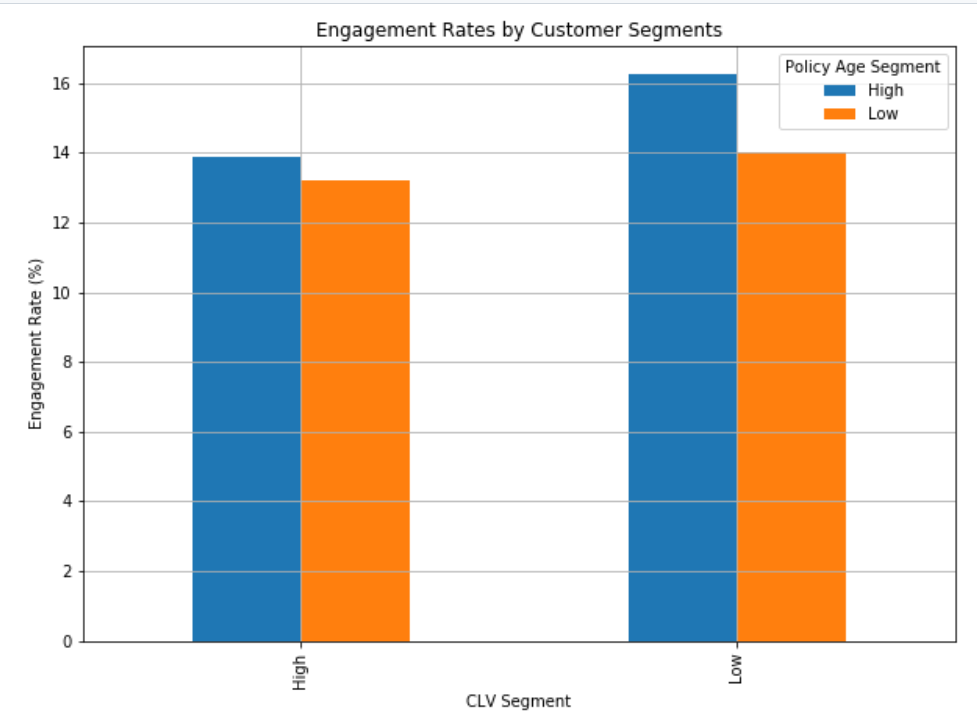 Engagement Rates by Customer Segments
Policy Age Segment
High
Low
16
14
12
10
8
6
4
2
0
Engagement Rate (%)
High
Low
CLV Segment